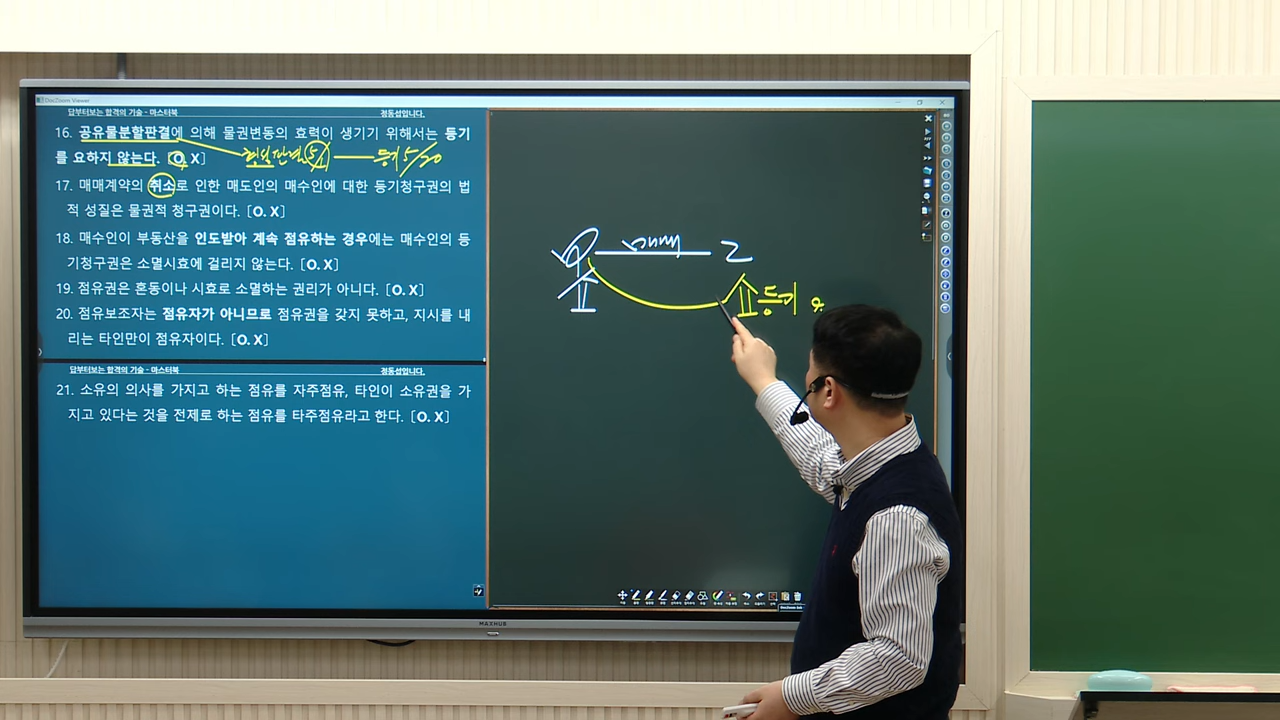 DocZoom Viewer
답부터보는 합격의 기술 - 마스터북 정동섭입니다.
16. 공유물분할판결에 의해 물권변동의 효력이 생기기 위해서는 등기
를 요하지 않는다. [O. X]
형성판결 5/1 등기 5/20
17. 매매계약의 취소로 인한 매도인의 매수인에 대한 등기청구권의 법
적 성질은 물권적 청구권이다. [O. X]
18. 매수인이 부동산을 인도받아 계속 점유하는 경우에는 매수인의 등
기청구권은 소멸시효에 걸리지 않는다. [O. X]
19. 점유권은 혼동이나 시효로 소멸하는 권리가 아니다. [O. X]
20. 점유보조자는 점유자가 아니므로 점유권을 갖지 못하고, 지시를 내
리는 타인만이 점유자이다. [O. X]
답부터보는 합격의 기술 - 마스터북 정동섭입니다.
21. 소유의 의사를 가지고 하는 점유를 자주점유, 타인이 소유권을 가
지고 있다는 것을 전제로 하는 점유를 타주점유라고 한다. [O. X]
매매
등기
MAXHUB